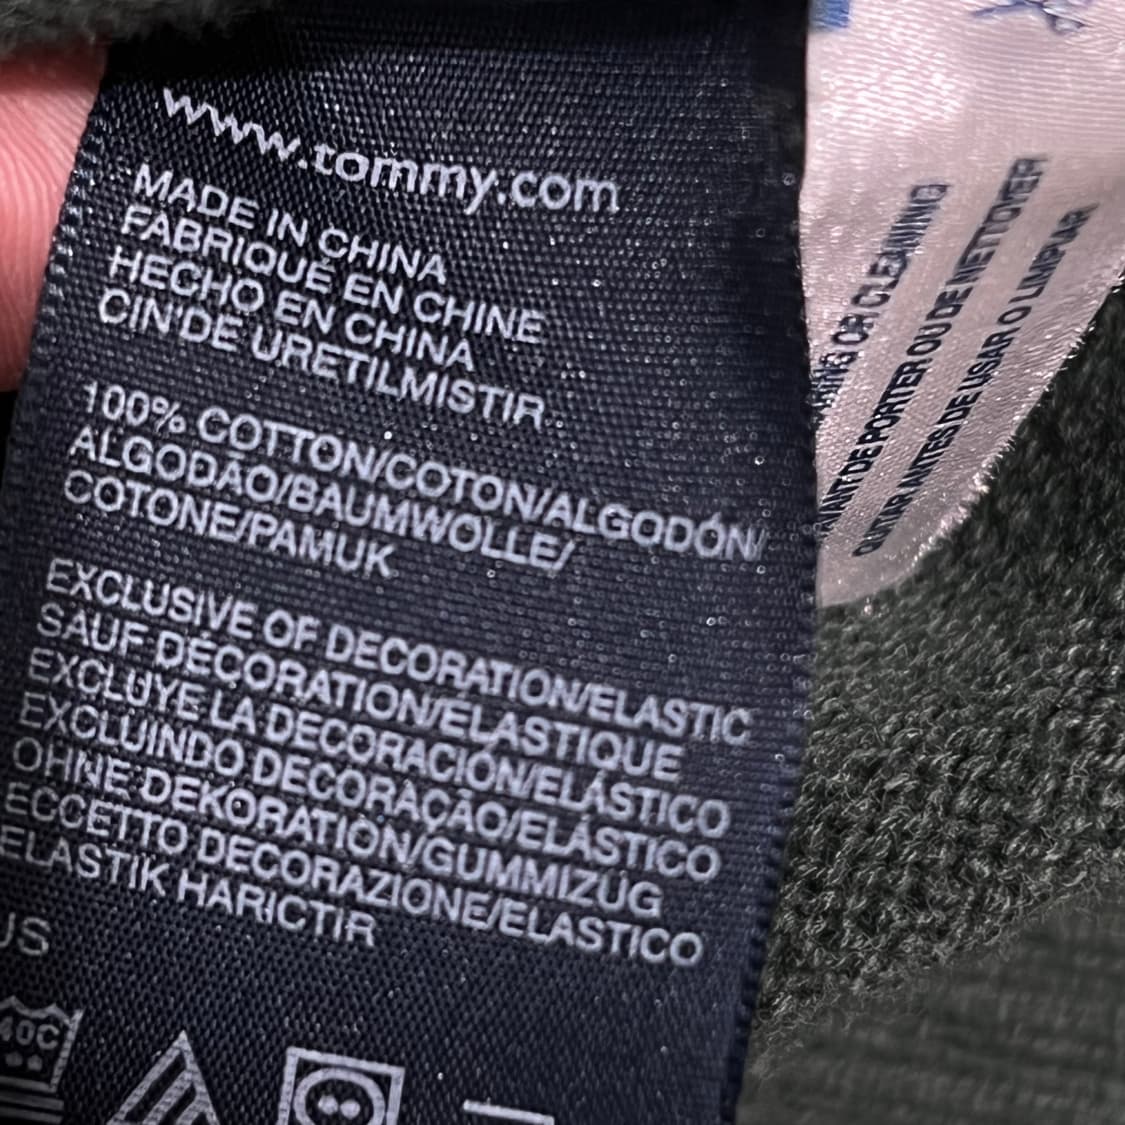 www.tommy.com
MADE IN CHINA
FABRIQUÉ EN CHINE
HECHO EN CHINA
CIN'DE URETILMISTIR.
100% COTTON/COTON/ALGODÓN/
ALGODÃO/BAUMWOLLE/
COTONE/PAMUK
EXCLUSIVE OF DECORATION/ELASTIC
SAUF DÉCORATION/ÉLASTIQUE
EXCLUYE LA DECORACIÓN/ELÁSTICO
EXCLUINDO DECORAÇÃO/ELÁSTICO
OHNE DEKORATION/GUMMIZUG
ECCETTO DECORAZIONE/ELASTICO
ELASTIK HARICTIR
US
40C
OR CLEANING
DE PORTER OU DE NETTOYER
ANTES DE USAR O LIMPIAR